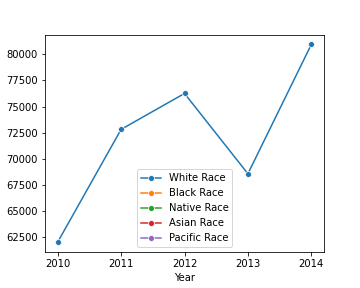 80000
77500
75000
72500
70000
67500
65000
62500
White Race
Black Race
Native Race
Asian Race
Pacific Race
2010 2011 2012 2013 2014
Year